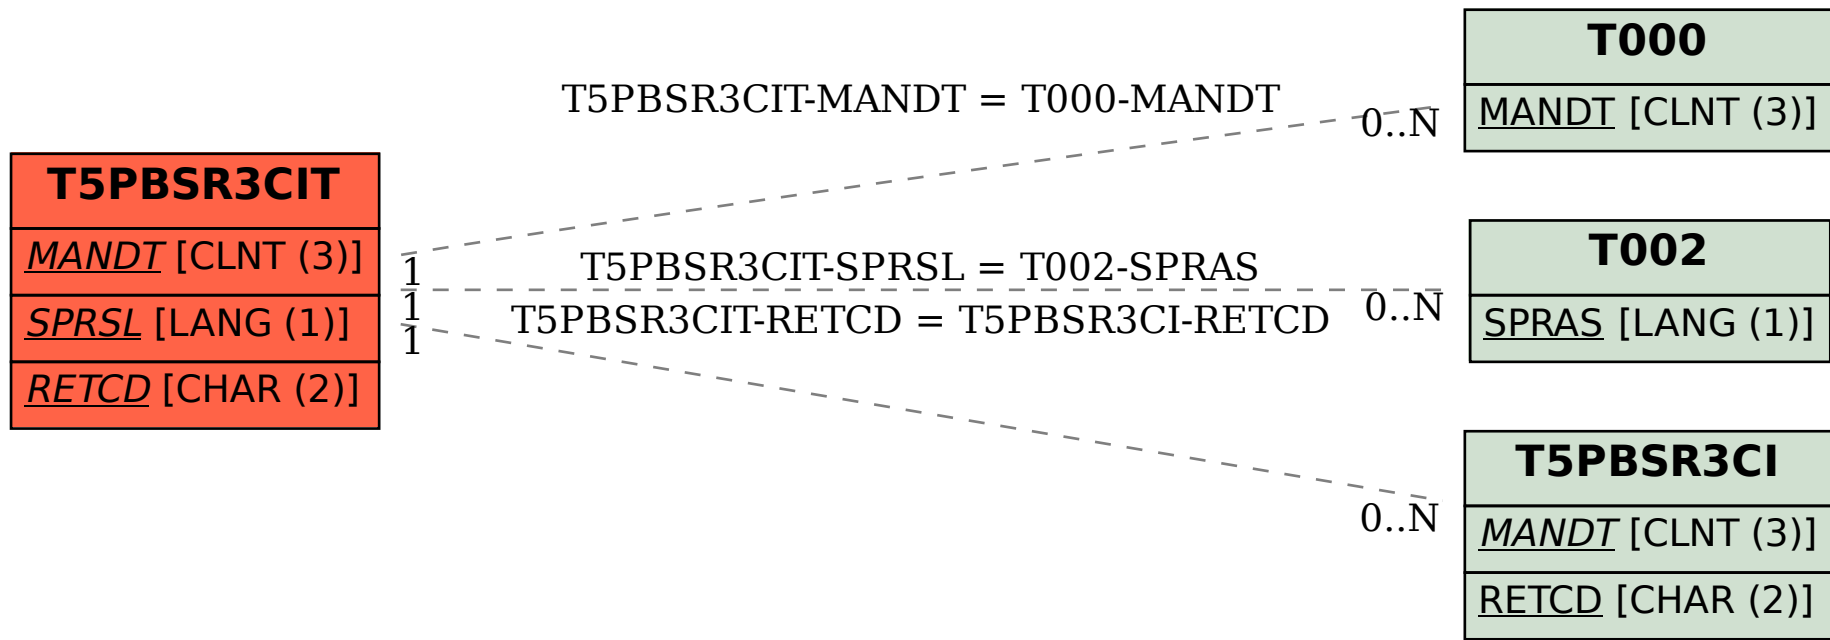 T000
T5PBSR3CIT-MANDT = T000-MANDT
0..N
MANDT [CLNT (3)]
T5PBSR3CIT
MANDT [CLNT (3)]
SPRSL [LANG (1)]
RETCD [CHAR (2)]
1
T5PBSR3CIT-SPRSL = T002-SPRAS
1
0..N
T5PBSR3CIT-RETCD = T5PBSR3CI-RETCD
1
T002
SPRAS [LANG (1)]
T5PBSR3CI
0..N
MANDT [CLNT (3)]
RETCD [CHAR (2)]